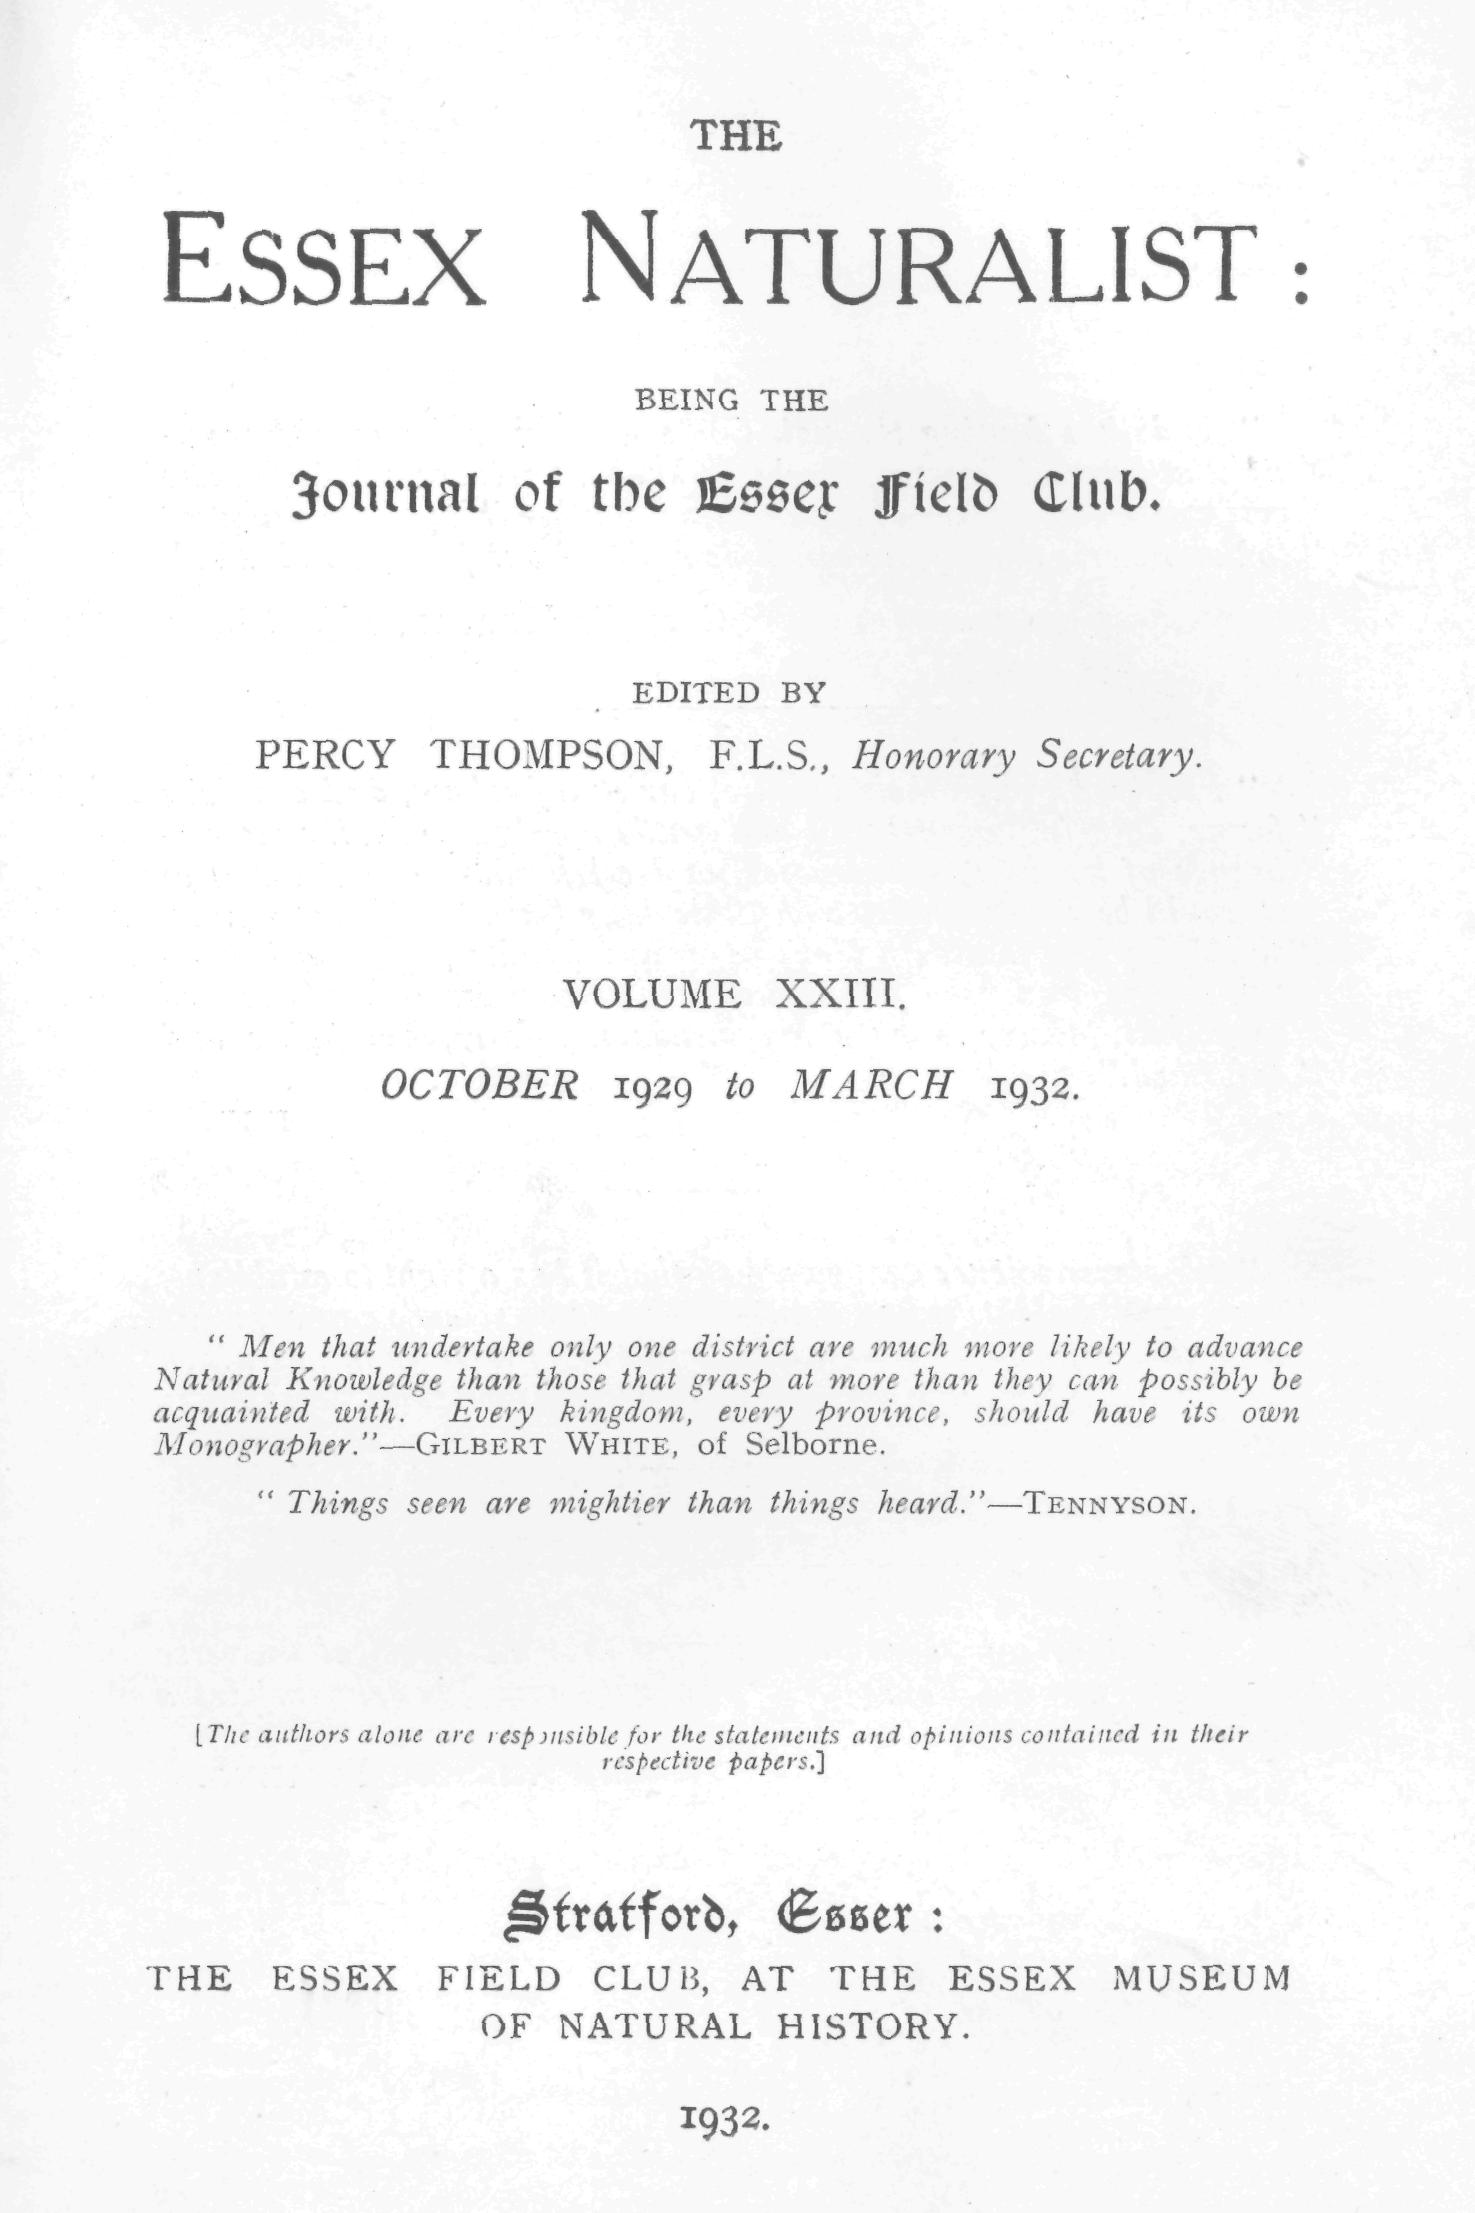 THE
ESSEX NATURALIST:
BEING THE
Journal of the Essex Field Club.
EDITED BY
PERCY THOMPSON, F.L.S., Honorary Secretary.
VOLUME XXIII.
OCTOBER 1929 to MARCH 1932.
" Men that undertake only one district are much more likely to advance
Natural Knowledge than those that grasp at more than they can possibly be
acquainted with. Every kingdom, every province, should have its own
Monographer."—GILBERT WHITE, of Selborne.
" Things seen are mightier than things heard."—TENNYSON.
[The authors alone are responsible for the statements and opinions contained in their
respective papers.]
Stratford, Essex:
THE ESSEX FIELD CLUB, AT THE ESSEX MUSEUM
OF NATURAL HISTORY.
1932.